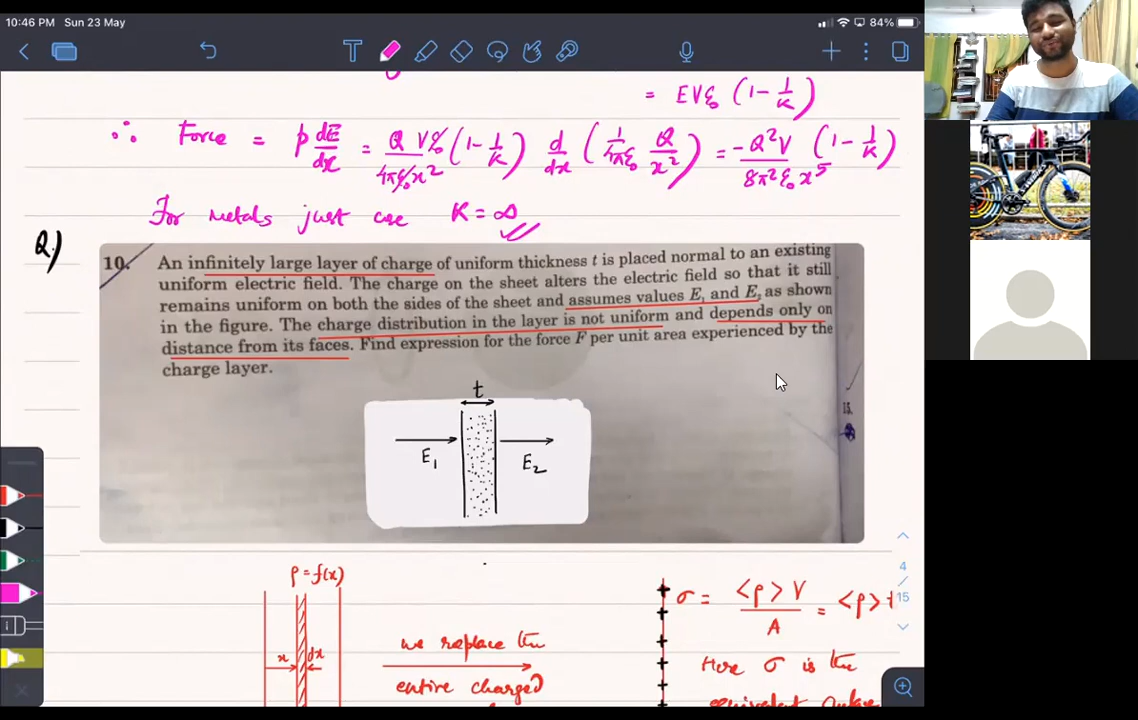 10:46 PM Sun 23 May
84%
= EVε₀ (1 - 1/K)
∴ Force = p dE/dx = Q Vε₀/4πε₀x² (1 - 1/K) d/dx (1/4πε₀ Q/x²) = -Q²V/8π²ε₀x⁵ (1 - 1/K)
For metals just use K = ∞
Q)
10. An infinitely large layer of charge of uniform thickness t is placed normal to an existing
uniform electric field. The charge on the sheet alters the electric field so that it still
remains uniform on both the sides of the sheet and assumes values E₁ and E₂ as shown
in the figure. The charge distribution in the layer is not uniform and depends only on
distance from its faces. Find expression for the force F per unit area experienced by the
charge layer.
t
E₁
E₂
15.
4
/
15
ρ = f(x)
x dx
we replace the
entire charged
σ = <ρ> V/A = <ρ> t
Here σ is the